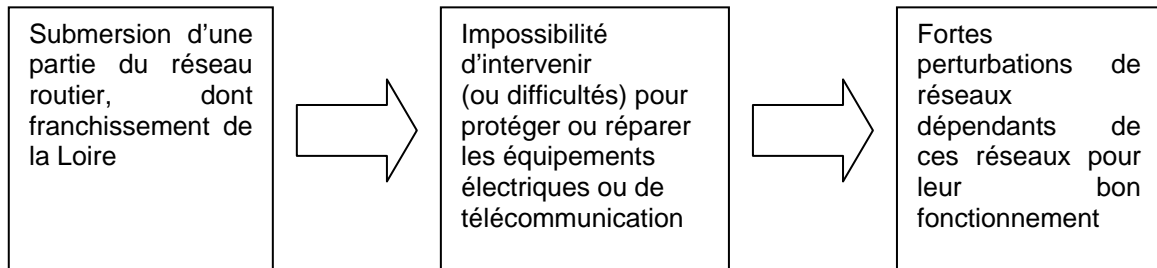 Submersion d'une
partie du réseau
routier, dont
franchissement de
la Loire
Impossibilité
d'intervenir
(ou difficultés) pour
protéger ou réparer
les équipements
électriques ou de
télécommunication
Fortes
perturbations de
réseaux
dépendants de
ces réseaux pour
leur bon
fonctionnement